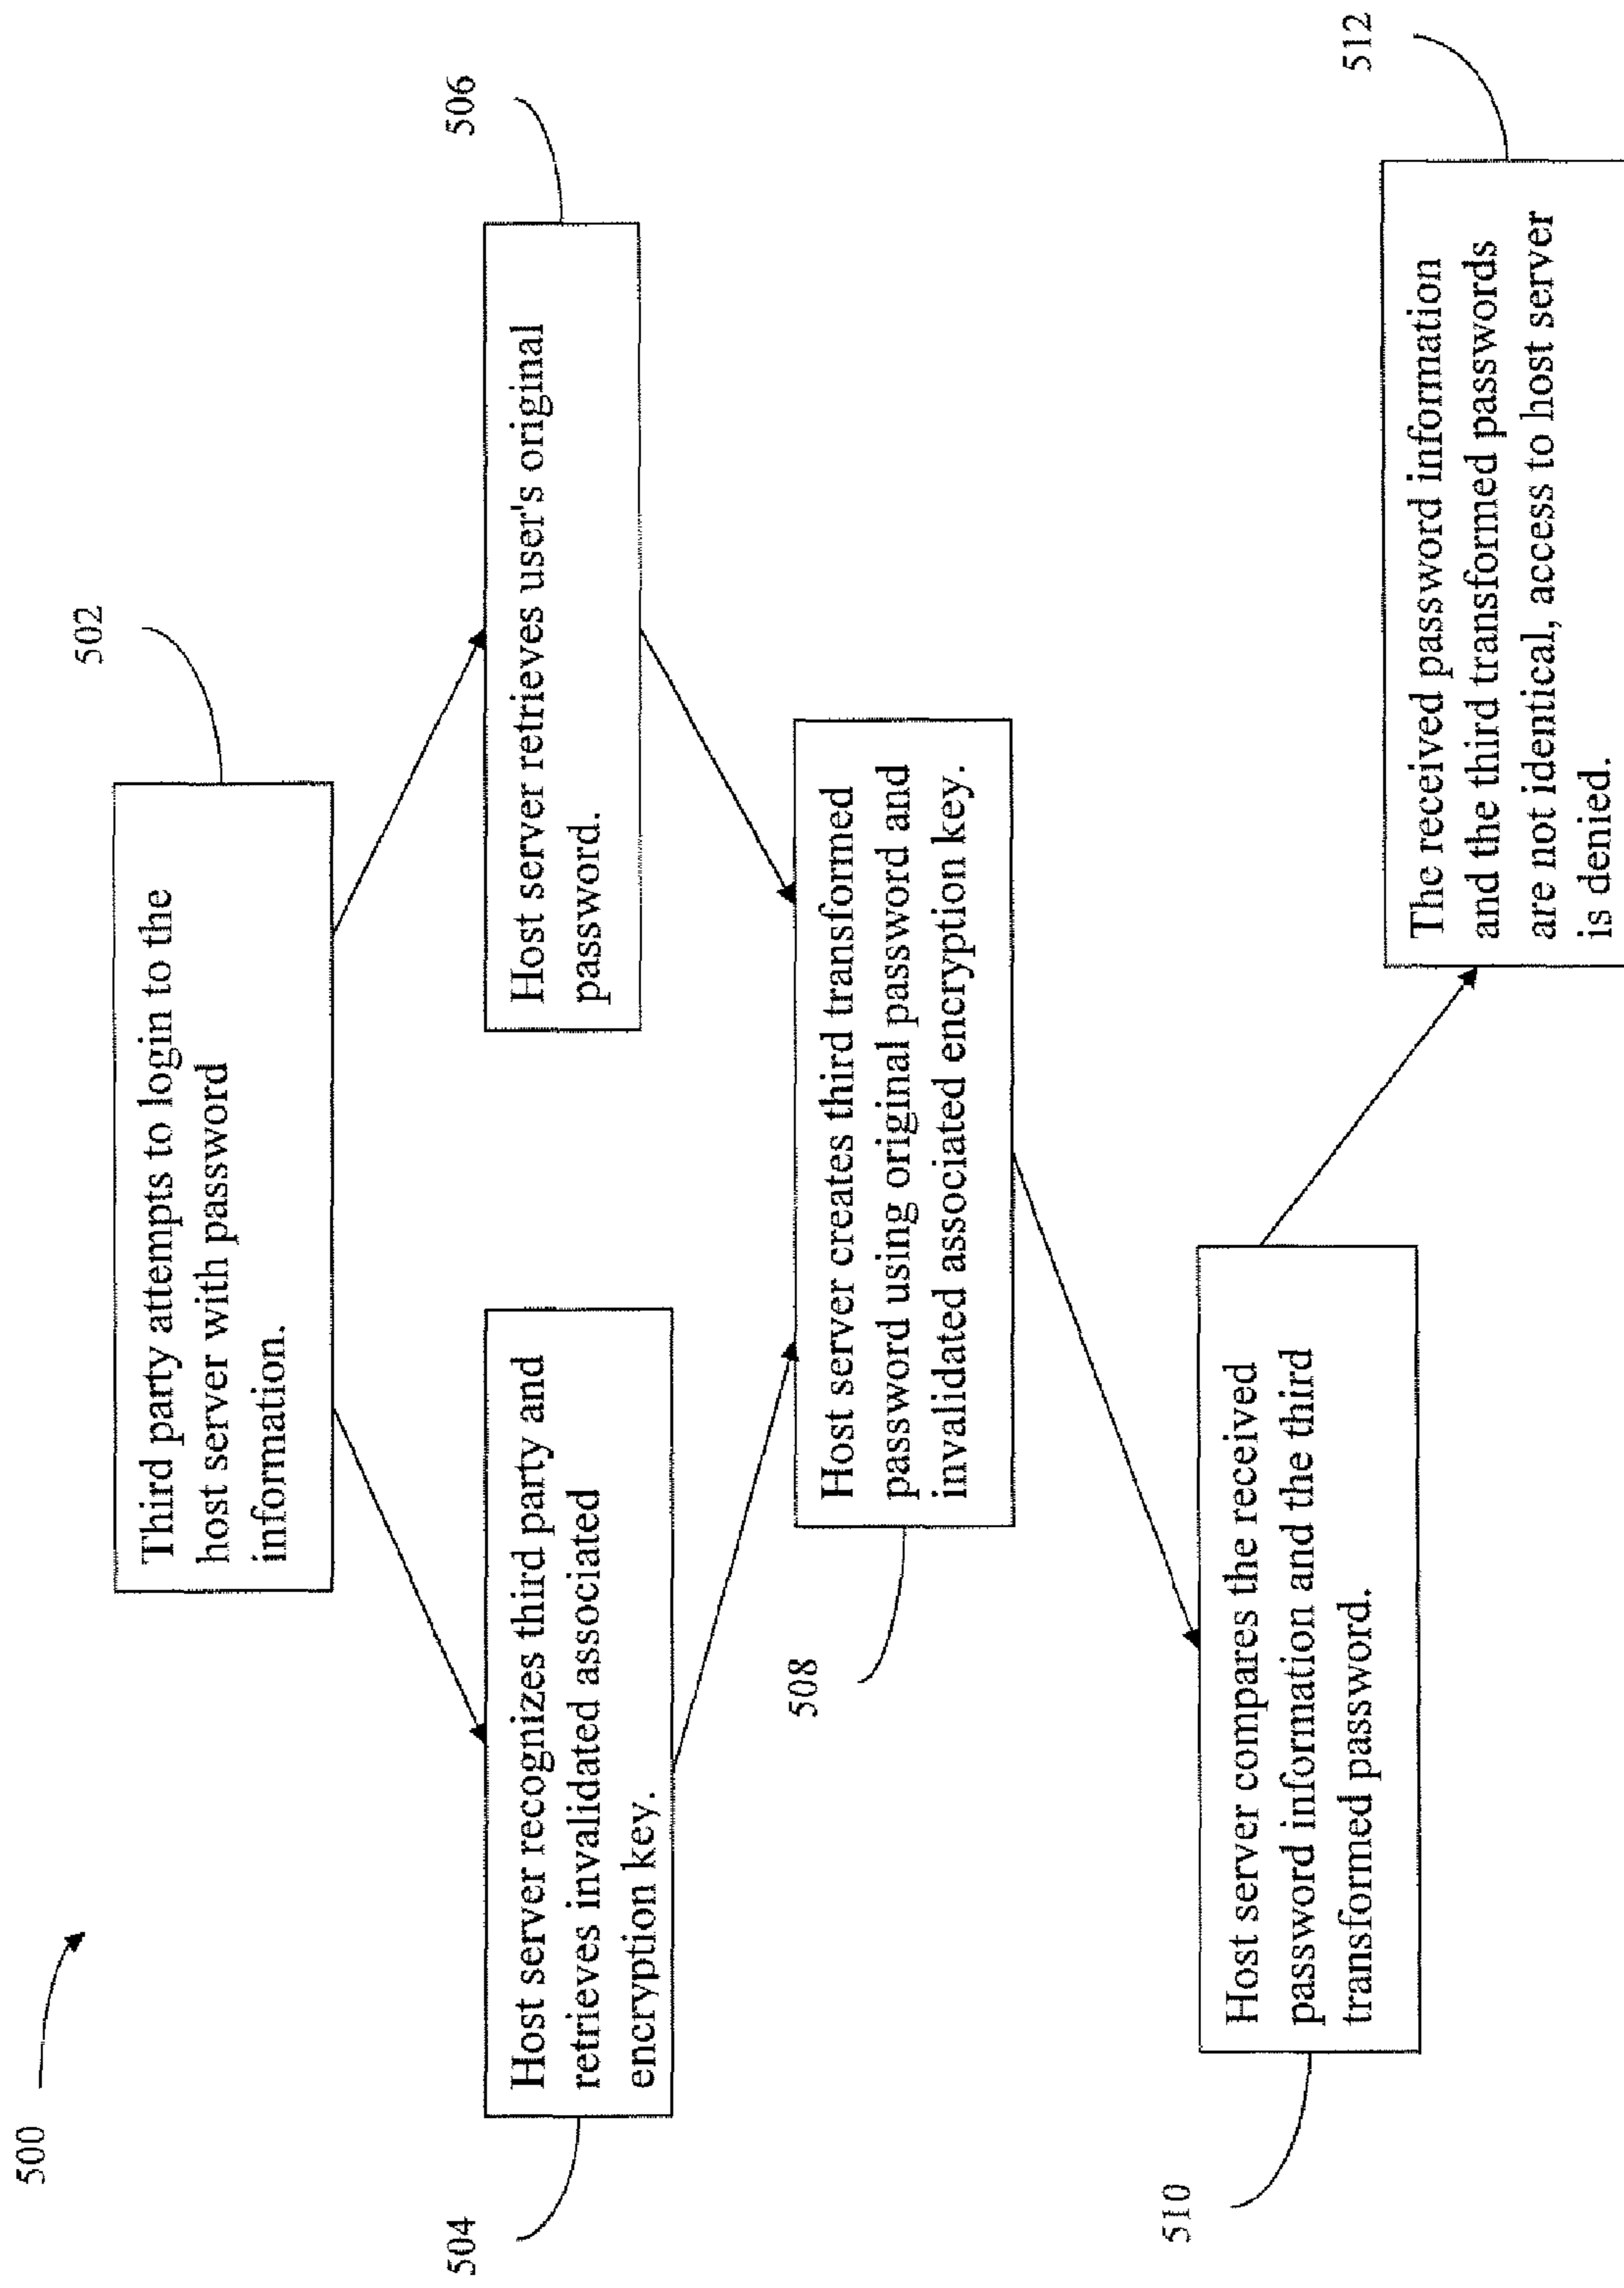 500
502
Third party attempts to login to the
host server with password
information.
504
Host server recognizes third party and
retrieves invalidated associated
encryption key.
506
Host server retrieves user's original
password.
508
Host server creates third transformed
password using original password and
invalidated associated encryption key.
510
Host server compares the received
password information and the third
transformed password.
512
The received password information
and the third transformed passwords
are not identical, access to host server
is denied.